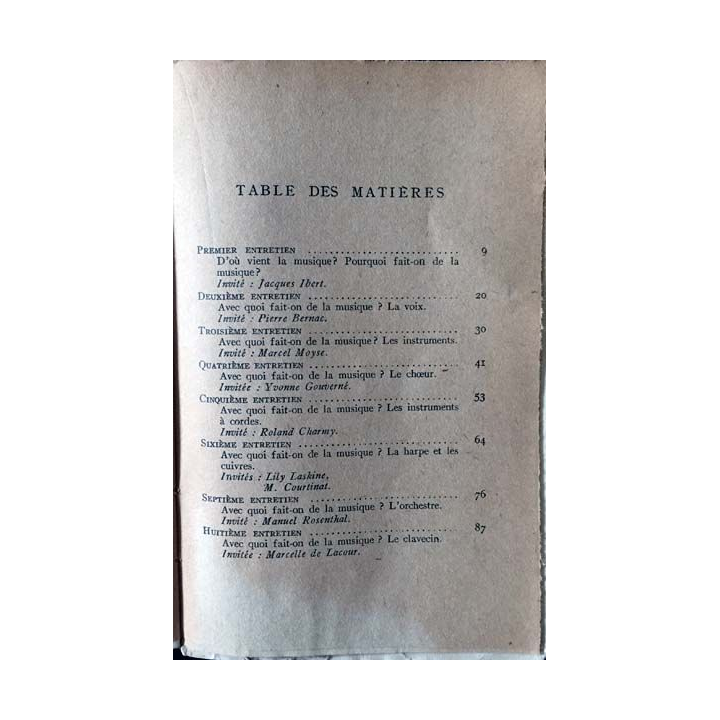 TABLE DES MATIÈRES
PREMIER ENTRETIEN ............................ 9
D'où vient la musique? Pourquoi fait-on de la
musique?
Invité : Jacques Ibert.
DEUXIÈME ENTRETIEN ............................ 20
Avec quoi fait-on de la musique ? La voix.
Invité : Pierre Bernac.
TROISIÈME ENTRETIEN ............................ 30
Avec quoi fait-on de la musique? Les instruments.
Invité : Marcel Moyse.
QUATRIÈME ENTRETIEN ............................ 41
Avec quoi fait-on de la musique ? Le chœur.
Invitée : Yvonne Gouverné.
CINQUIÈME ENTRETIEN ............................ 53
Avec quoi fait-on de la musique ? Les instruments
à cordes.
Invité : Roland Charmy.
SIXIÈME ENTRETIEN ............................ 64
Avec quoi fait-on de la musique ? La harpe et les
cuivres.
Invités : Lily Laskine,
M. Courtinat.
SEPTIÈME ENTRETIEN ............................ 76
Avec quoi fait-on de la musique ? L'orchestre.
Invité : Manuel Rosenthal.
HUITIÈME ENTRETIEN ............................ 87
Avec quoi fait-on de la musique ? Le clavecin.
Invitée : Marcelle de Lacour.